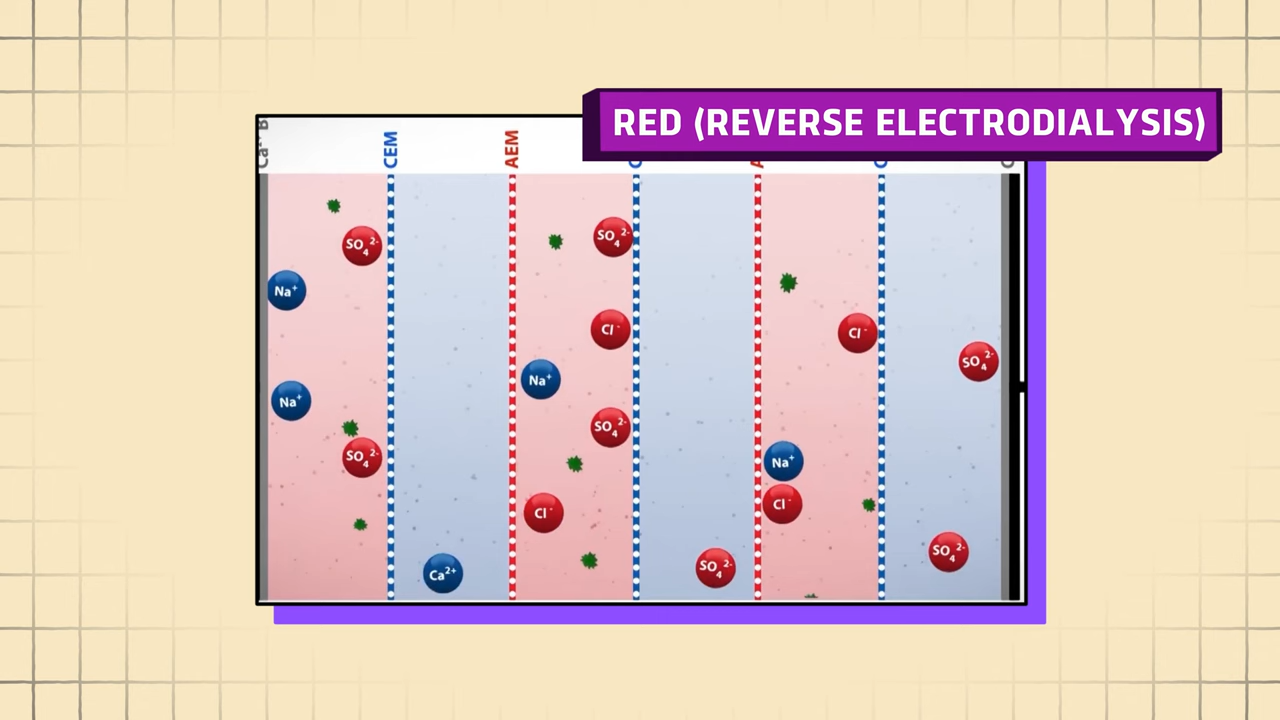 RED (REVERSE ELECTRODIALYSIS)
CEM
AEM
SO₄²⁻
SO₄²⁻
Na⁺
Cl⁻
Cl⁻
SO₄²⁻
Na⁺
Na⁺
SO₄²⁻
SO₄²⁻
Na⁺
Cl⁻
Cl⁻
SO₄²⁻
Ca²⁺
SO₄²⁻